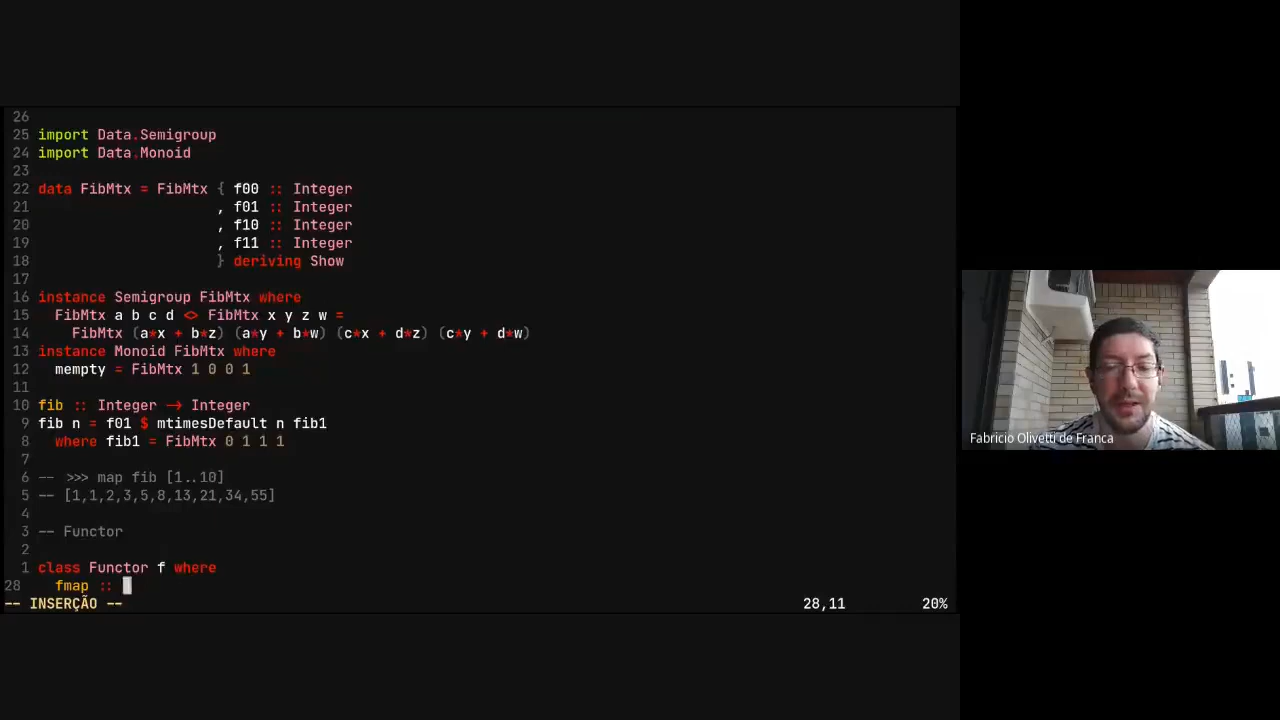 26
25 import Data.Semigroup
24 import Data.Monoid
23
22 data FibMtx = FibMtx { f00 :: Integer
21 , f01 :: Integer
20 , f10 :: Integer
19 , f11 :: Integer
18 } deriving Show
17
16 instance Semigroup FibMtx where
15 FibMtx a b c d <> FibMtx x y z w =
14 FibMtx (a*x + b*z) (a*y + b*w) (c*x + d*z) (c*y + d*w)
13 instance Monoid FibMtx where
12 mempty = FibMtx 1 0 0 1
11
10 fib :: Integer -> Integer
9 fib n = f01 $ mtimesDefault n fib1
8 where fib1 = FibMtx 0 1 1 1
7
6 -- >>> map fib [1..10]
5 -- [1,1,2,3,5,8,13,21,34,55]
4
3 -- Functor
2
1 class Functor f where
28 fmap ::
-- INSERÇÃO -- 28,11 20%
Fabricio Olivetti de Franca